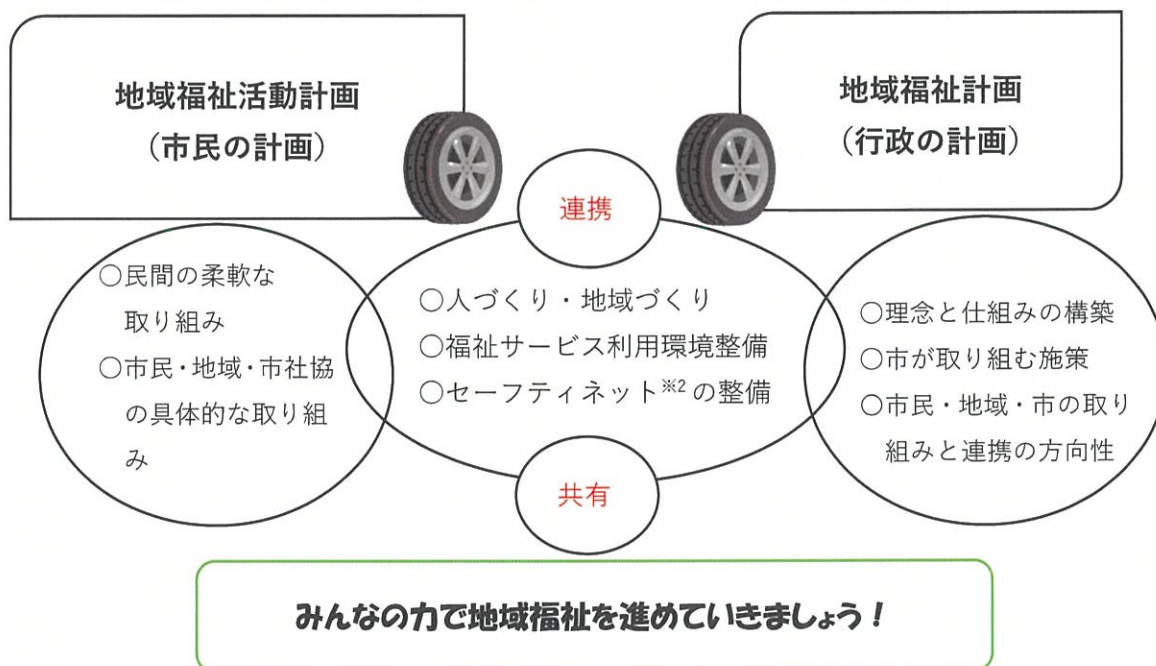 地域福祉活動計画
(市民の計画)
地域福祉計画
(行政の計画)
連携
○民間の柔軟な
取り組み
○市民・地域・市社協
の具体的な取り組
み
○人づくり・地域づくり
○福祉サービス利用環境整備
○セーフティネット※2の整備
○理念と仕組みの構築
○市が取り組む施策
○市民・地域・市の取り
組みと連携の方向性
共有
みんなの力で地域福祉を進めていきましょう！